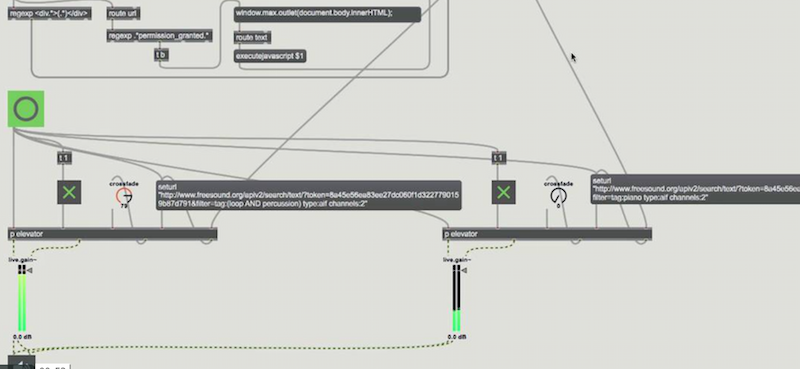 regexp <div.*>(.*)</div>
route url
window.max.outlet(document.body.innerHTML);
regexp .*permission_granted.*
route text
t b
executejavascript $1
t 1
t 1
crossfade
79
seturl
"http://www.freesound.org/apiv2/search/text/?token=8a45e56ea83ee27dc060f1d322779015
9b87d791&filter=tag:(loop AND percussion) type:aif channels:2"
crossfade
0
seturl
"http://www.freesound.org/apiv2/search/text/?token=8a45e56ea
filter=tag:piano type:aif channels:2"
p elevator
p elevator
live.gain~
live.gain~
0.0 dB
0.0 dB